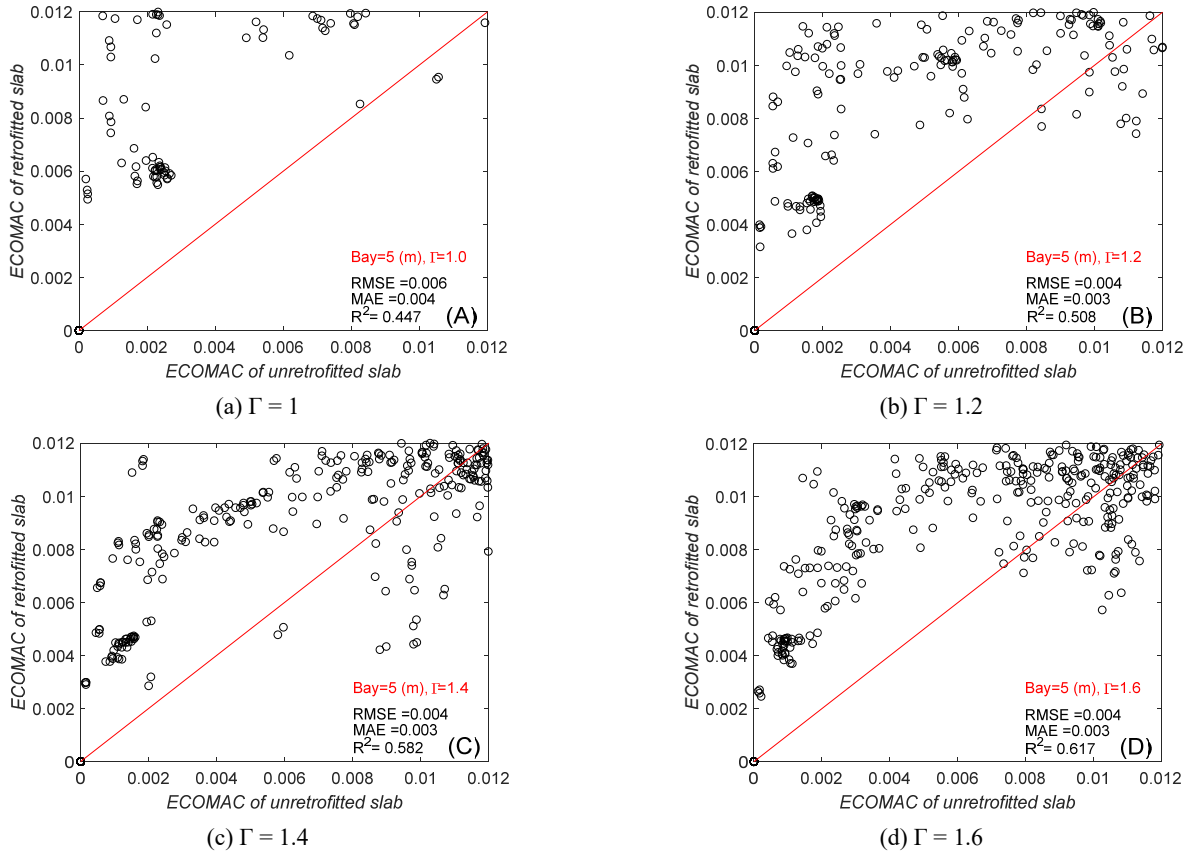 0.012
0.01
0.008
0.006
0.004
0.002
0
ECOMAC of retrofitted slab
Bay=5 (m), Γ=1.0
RMSE =0.006
MAE =0.004
R²= 0.447
(A)
0 0.002 0.004 0.006 0.008 0.01 0.012
ECOMAC of unretrofitted slab
(a) Γ = 1
0.012
0.01
0.008
0.006
0.004
0.002
0
ECOMAC of retrofitted slab
Bay=5 (m), Γ=1.2
RMSE =0.004
MAE =0.003
R²= 0.508
(B)
0 0.002 0.004 0.006 0.008 0.01 0.012
ECOMAC of unretrofitted slab
(b) Γ = 1.2
0.012
0.01
0.008
0.006
0.004
0.002
0
ECOMAC of retrofitted slab
Bay=5 (m), Γ=1.4
RMSE =0.004
MAE =0.003
R²= 0.582
(C)
0 0.002 0.004 0.006 0.008 0.01 0.012
ECOMAC of unretrofitted slab
(c) Γ = 1.4
0.012
0.01
0.008
0.006
0.004
0.002
0
ECOMAC of retrofitted slab
Bay=5 (m), Γ=1.6
RMSE =0.004
MAE =0.003
R²= 0.617
(D)
0 0.002 0.004 0.006 0.008 0.01 0.012
ECOMAC of unretrofitted slab
(d) Γ = 1.6